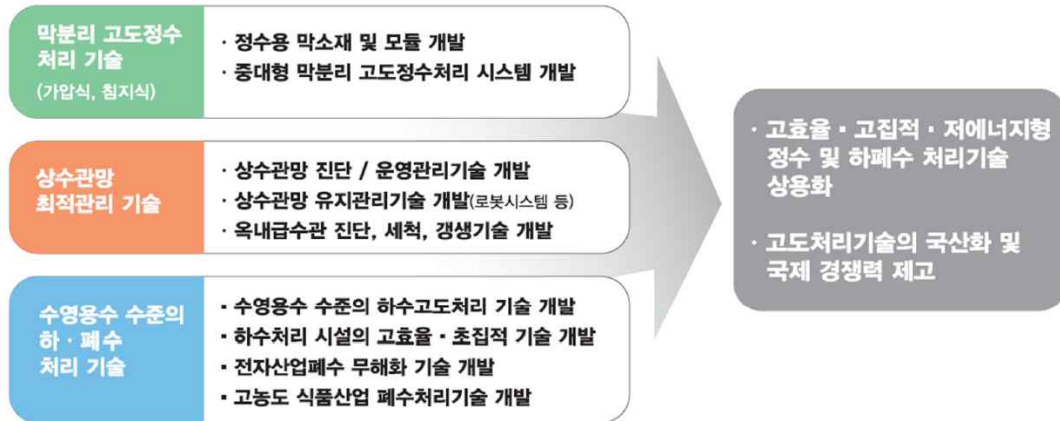 막분리 고도정수
처리 기술
(가압식, 침지식)
· 정수용 막소재 및 모듈 개발
· 중대형 막분리 고도정수처리 시스템 개발
상수관망
최적관리 기술
· 상수관망 진단 / 운영관리기술 개발
· 상수관망 유지관리기술 개발(로봇시스템 등)
· 옥내급수관 진단, 세척, 갱생기술 개발
수영용수 수준의
하 · 폐수
처리 기술
▪ 수영용수 수준의 하수고도처리 기술 개발
▪ 하수처리 시설의 고효율 · 초집적 기술 개발
▪ 전자산업폐수 무해화 기술 개발
▪ 고농도 식품산업 폐수처리기술 개발
· 고효율 · 고집적 · 저에너지형
정수 및 하폐수 처리기술
상용화
· 고도처리기술의 국산화 및
국제 경쟁력 제고